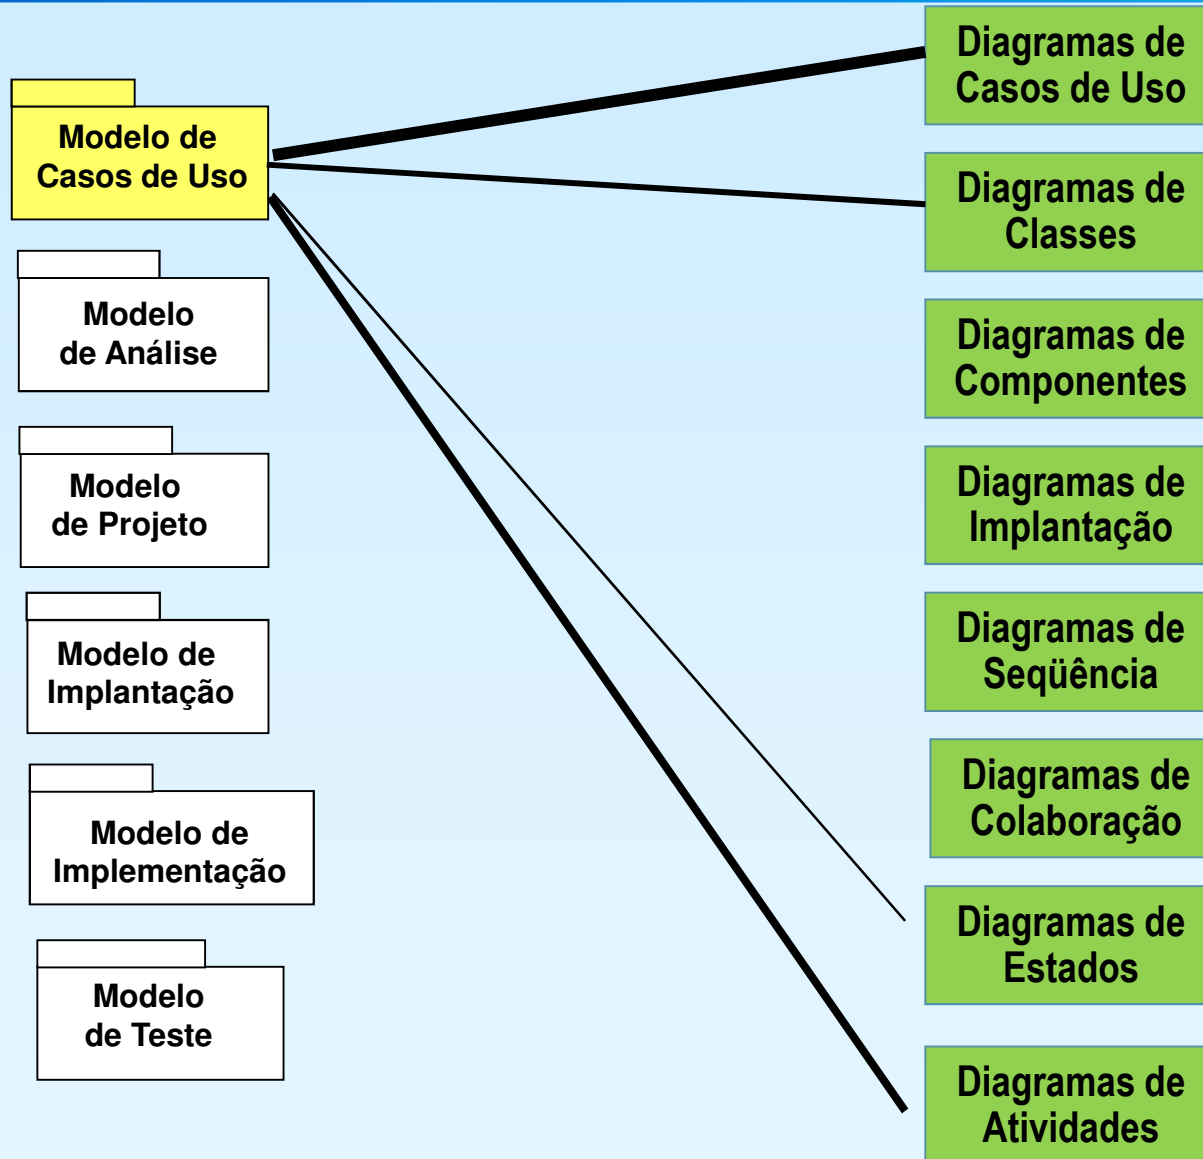 Modelo de
Casos de Uso
Modelo
de Análise
Modelo
de Projeto
Modelo de
Implantação
Modelo de
Implementação
Modelo
de Teste
Diagramas de
Casos de Uso
Diagramas de
Classes
Diagramas de
Componentes
Diagramas de
Implantação
Diagramas de
Seqüência
Diagramas de
Colaboração
Diagramas de
Estados
Diagramas de
Atividades